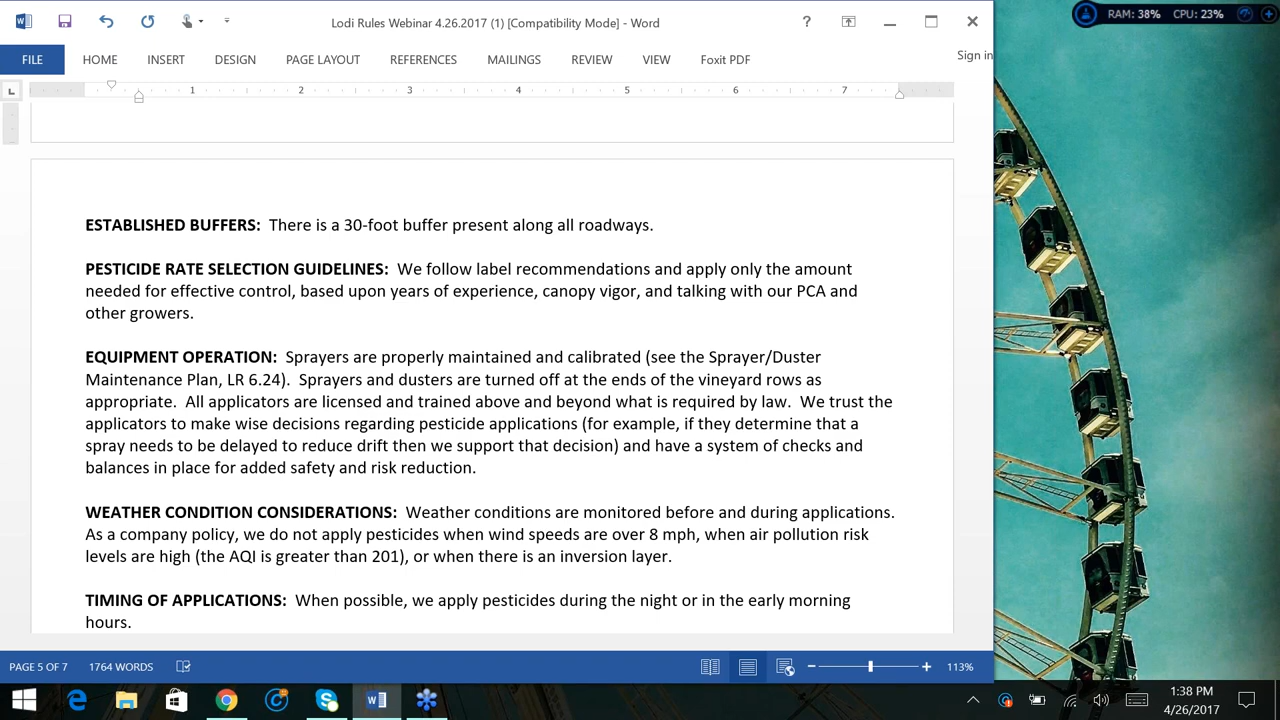 Lodi Rules Webinar 4.26.2017 (1) [Compatibility Mode] - Word
RAM: 38% CPU: 23%
FILE HOME INSERT DESIGN PAGE LAYOUT REFERENCES MAILINGS REVIEW VIEW Foxit PDF Sign in
1 2 3 4 5 6 7
ESTABLISHED BUFFERS: There is a 30-foot buffer present along all roadways.
PESTICIDE RATE SELECTION GUIDELINES: We follow label recommendations and apply only the amount
needed for effective control, based upon years of experience, canopy vigor, and talking with our PCA and
other growers.
EQUIPMENT OPERATION: Sprayers are properly maintained and calibrated (see the Sprayer/Duster
Maintenance Plan, LR 6.24). Sprayers and dusters are turned off at the ends of the vineyard rows as
appropriate. All applicators are licensed and trained above and beyond what is required by law. We trust the
applicators to make wise decisions regarding pesticide applications (for example, if they determine that a
spray needs to be delayed to reduce drift then we support that decision) and have a system of checks and
balances in place for added safety and risk reduction.
WEATHER CONDITION CONSIDERATIONS: Weather conditions are monitored before and during applications.
As a company policy, we do not apply pesticides when wind speeds are over 8 mph, when air pollution risk
levels are high (the AQI is greater than 201), or when there is an inversion layer.
TIMING OF APPLICATIONS: When possible, we apply pesticides during the night or in the early morning
hours.
PAGE 5 OF 7 1764 WORDS 113%
1:38 PM
4/26/2017